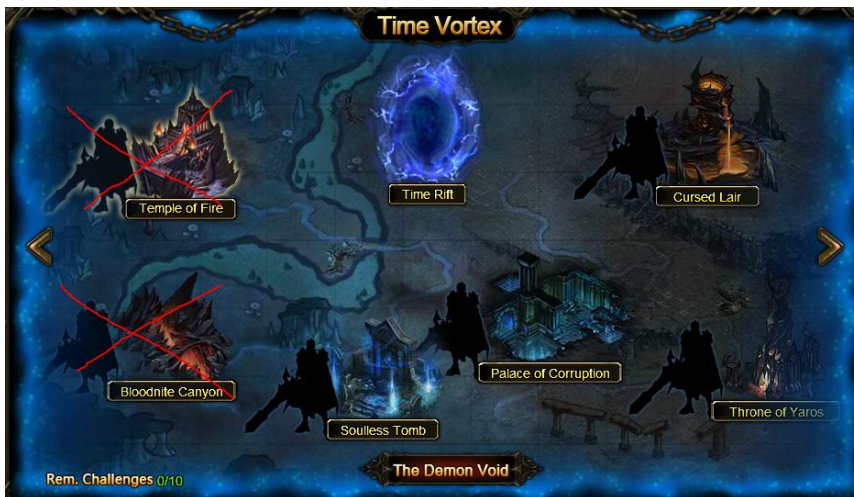 Time Vortex
Time Rift
Cursed Lair
Temple of Fire
Palace of Corruption
Bloodnite Canyon
Throne of Yaros
Soulless Tomb
The Demon Void
Rem. Challenges 0/10